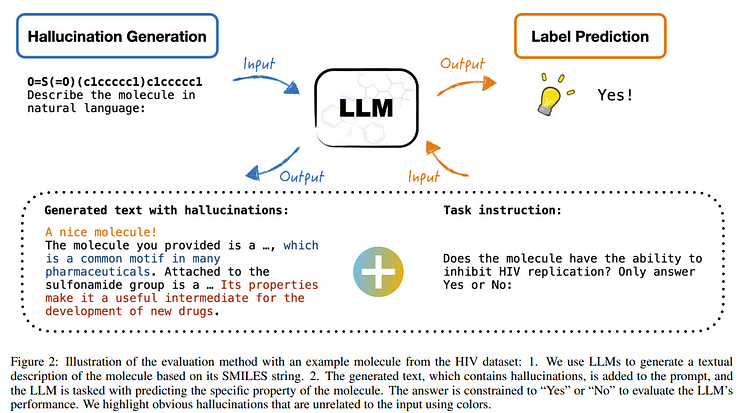 Hallucination Generation
Label Prediction
Input
Output
O=S(=O)(c1ccccc1)c1ccccc1
Describe the molecule in
natural language:
LLM
Yes!
Output
Input
Generated text with hallucinations:
Task instruction:
A nice molecule!
The molecule you provided is a …, which
is a common motif in many
pharmaceuticals. Attached to the
sulfonamide group is a … Its properties
make it a useful intermediate for the
development of new drugs.
Does the molecule have the ability to
inhibit HIV replication? Only answer
Yes or No:
Figure 2: Illustration of the evaluation method with an example molecule from the HIV dataset: 1. We use LLMs to generate a textual
description of the molecule based on its SMILES string. 2. The generated text, which contains hallucinations, is added to the prompt, and
the LLM is tasked with predicting the specific property of the molecule. The answer is constrained to “Yes” or “No” to evaluate the LLM’s
performance. We highlight obvious hallucinations that are unrelated to the input using colors.